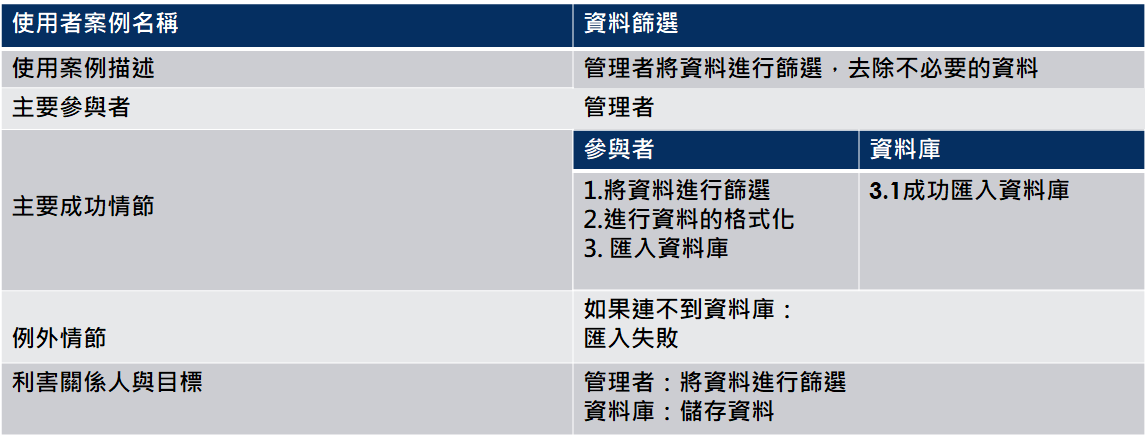 使用者案例名稱
資料篩選
使用案例描述
管理者將資料進行篩選，去除不必要的資料
主要參與者
管理者
主要成功情節
參與者
資料庫
1.將資料進行篩選
2.進行資料的格式化
3. 匯入資料庫
3.1成功匯入資料庫
例外情節
如果連不到資料庫：
匯入失敗
利害關係人與目標
管理者：將資料進行篩選
資料庫：儲存資料